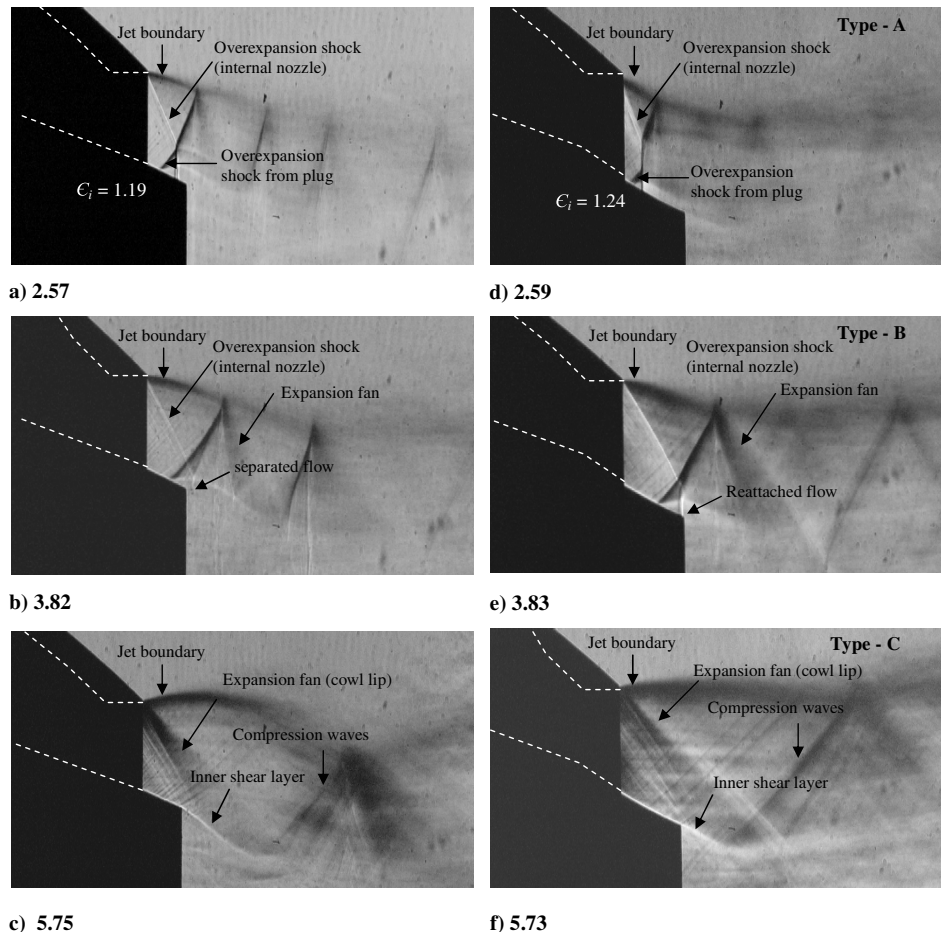 Jet boundary
Overexpansion shock
(internal nozzle)
Overexpansion
shock from plug
Є_i = 1.19
a) 2.57
Type - A
Jet boundary
Overexpansion shock
(internal nozzle)
Overexpansion
shock from plug
Є_i = 1.24
d) 2.59
Jet boundary
Overexpansion shock
(internal nozzle)
Expansion fan
separated flow
b) 3.82
Type - B
Jet boundary
Overexpansion shock
(internal nozzle)
Expansion fan
Reattached flow
e) 3.83
Jet boundary
Expansion fan (cowl lip)
Compression waves
Inner shear layer
c) 5.75
Type - C
Jet boundary
Expansion fan (cowl lip)
Compression waves
Inner shear layer
f) 5.73